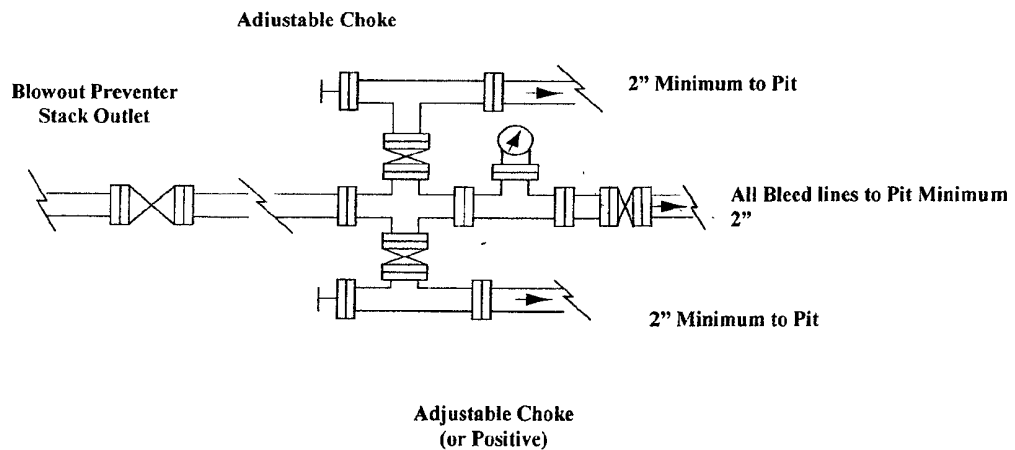 Adjustable Choke
Blowout Preventer
Stack Outlet
2" Minimum to Pit
All Bleed lines to Pit Minimum
2"
2" Minimum to Pit
Adjustable Choke
(or Positive)